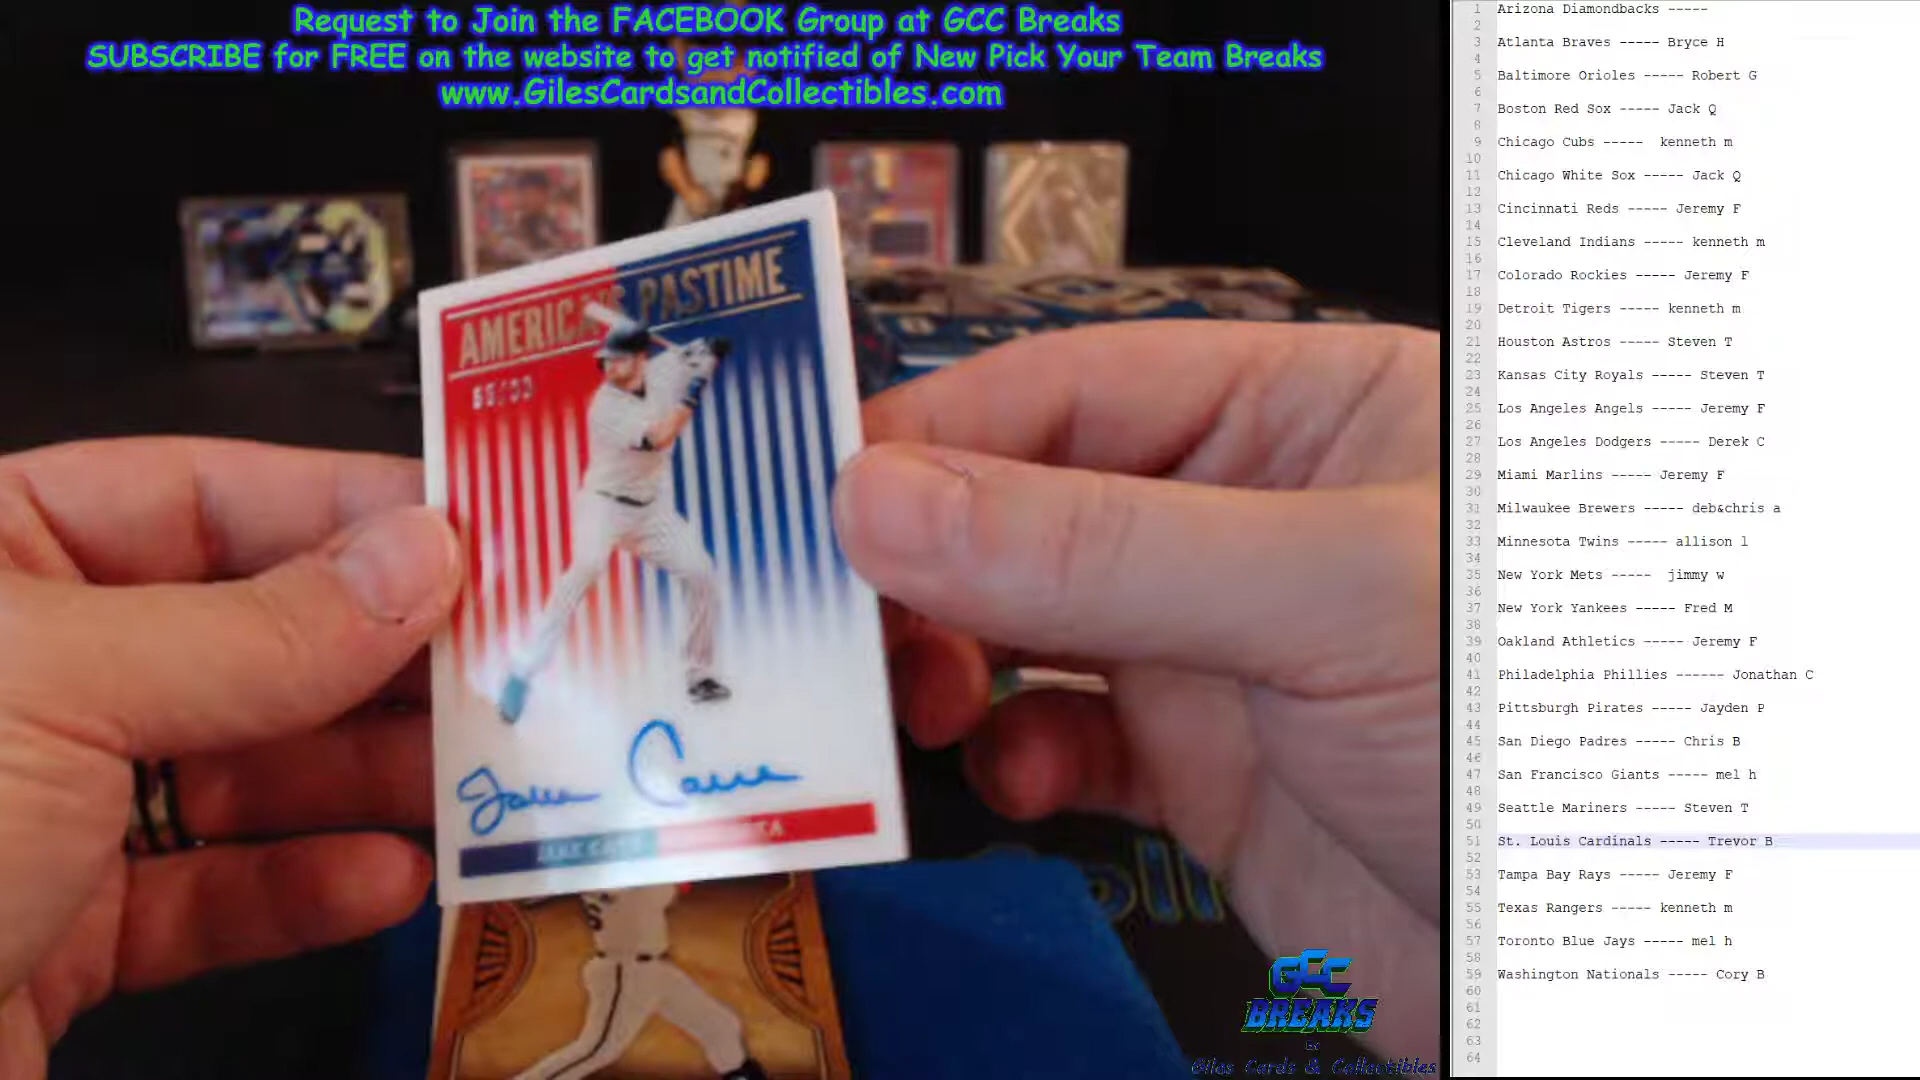 Request to Join the FACEBOOK Group at GCC Breaks
SUBSCRIBE for FREE on the website to get notified of New Pick Your Team Breaks
www.GilesCardsandCollectibles.com
AMERICA'S PASTIME
JAKE CAVE
GCC
BREAKS
Giles Cards & Collectibles
1 Arizona Diamondbacks -----
2
3 Atlanta Braves ----- Bryce H
4
5 Baltimore Orioles ----- Robert G
6
7 Boston Red Sox ----- Jack Q
8
9 Chicago Cubs ----- kenneth m
10
11 Chicago White Sox ----- Jack Q
12
13 Cincinnati Reds ----- Jeremy F
14
15 Cleveland Indians ----- kenneth m
16
17 Colorado Rockies ----- Jeremy F
18
19 Detroit Tigers ----- kenneth m
20
21 Houston Astros ----- Steven T
22
23 Kansas City Royals ----- Steven T
24
25 Los Angeles Angels ----- Jeremy F
26
27 Los Angeles Dodgers ----- Derek C
28
29 Miami Marlins ----- Jeremy F
30
31 Milwaukee Brewers ----- deb&chris a
32
33 Minnesota Twins ----- allison l
34
35 New York Mets ----- jimmy w
36
37 New York Yankees ----- Fred M
38
39 Oakland Athletics ----- Jeremy F
40
41 Philadelphia Phillies ------ Jonathan C
42
43 Pittsburgh Pirates ----- Jayden P
44
45 San Diego Padres ----- Chris B
46
47 San Francisco Giants ----- mel h
48
49 Seattle Mariners ----- Steven T
50
51 St. Louis Cardinals ----- Trevor B
52
53 Tampa Bay Rays ----- Jeremy F
54
55 Texas Rangers ----- kenneth m
56
57 Toronto Blue Jays ----- mel h
58
59 Washington Nationals ----- Cory B
60
61
62
63
64